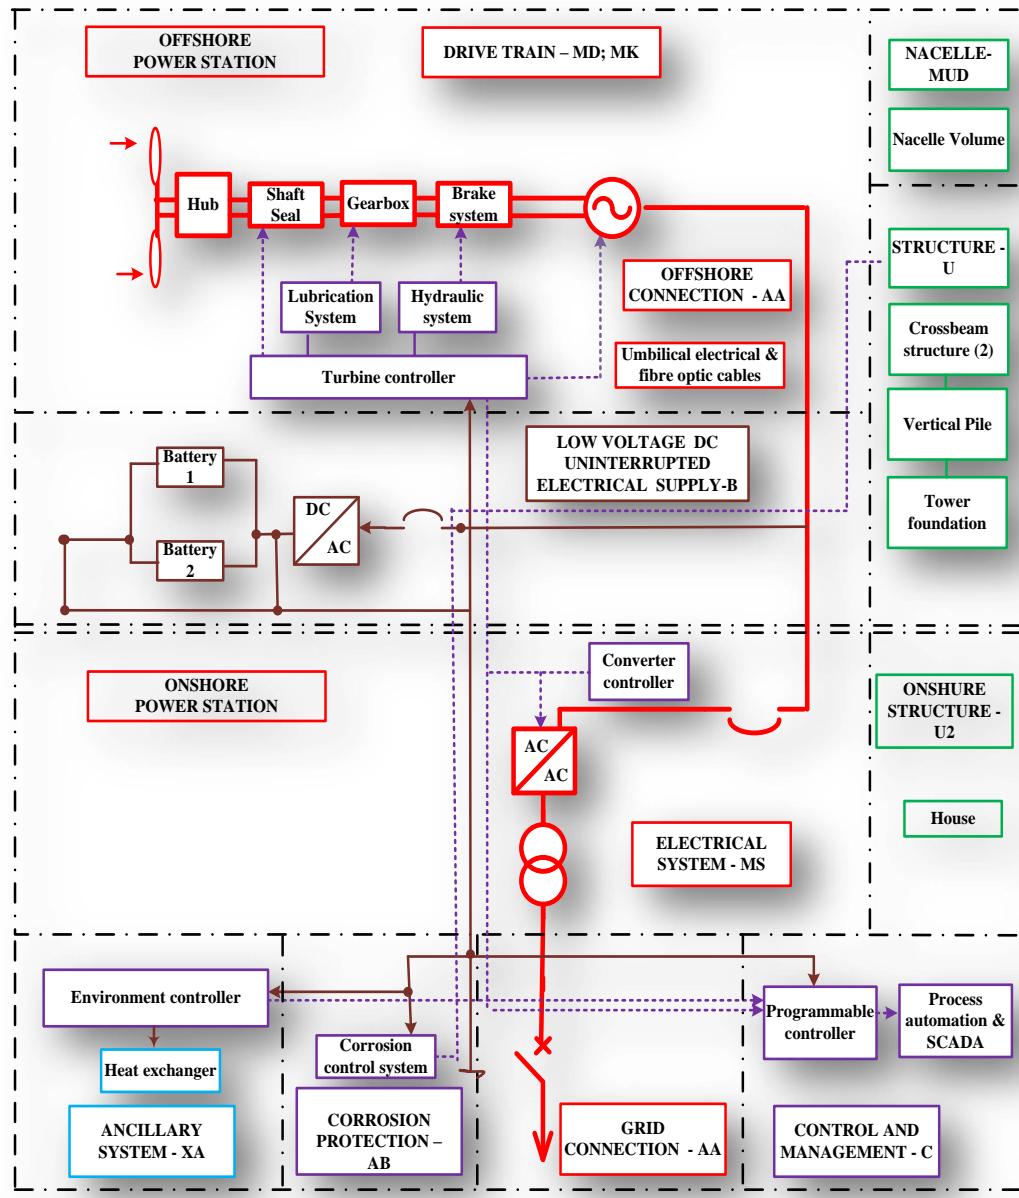 OFFSHORE
POWER STATION
DRIVE TRAIN – MD; MK
NACELLE-
MUD
Nacelle Volume
Hub
Shaft
Seal
Gearbox
Brake
system
STRUCTURE -
U
OFFSHORE
CONNECTION - AA
Lubrication
System
Hydraulic
system
Crossbeam
structure (2)
Umbilical electrical &
fibre optic cables
Turbine controller
Vertical Pile
LOW VOLTAGE DC
UNINTERRUPTED
ELECTRICAL SUPPLY-B
Battery
1
DC
AC
Battery
2
Tower
foundation
ONSHORE
POWER STATION
Converter
controller
ONSHURE
STRUCTURE -
U2
AC
AC
House
ELECTRICAL
SYSTEM - MS
Environment controller
Programmable
controller
Process
automation &
SCADA
Heat exchanger
Corrosion
control system
ANCILLARY
SYSTEM - XA
CORROSION
PROTECTION –
AB
GRID
CONNECTION - AA
CONTROL AND
MANAGEMENT - C